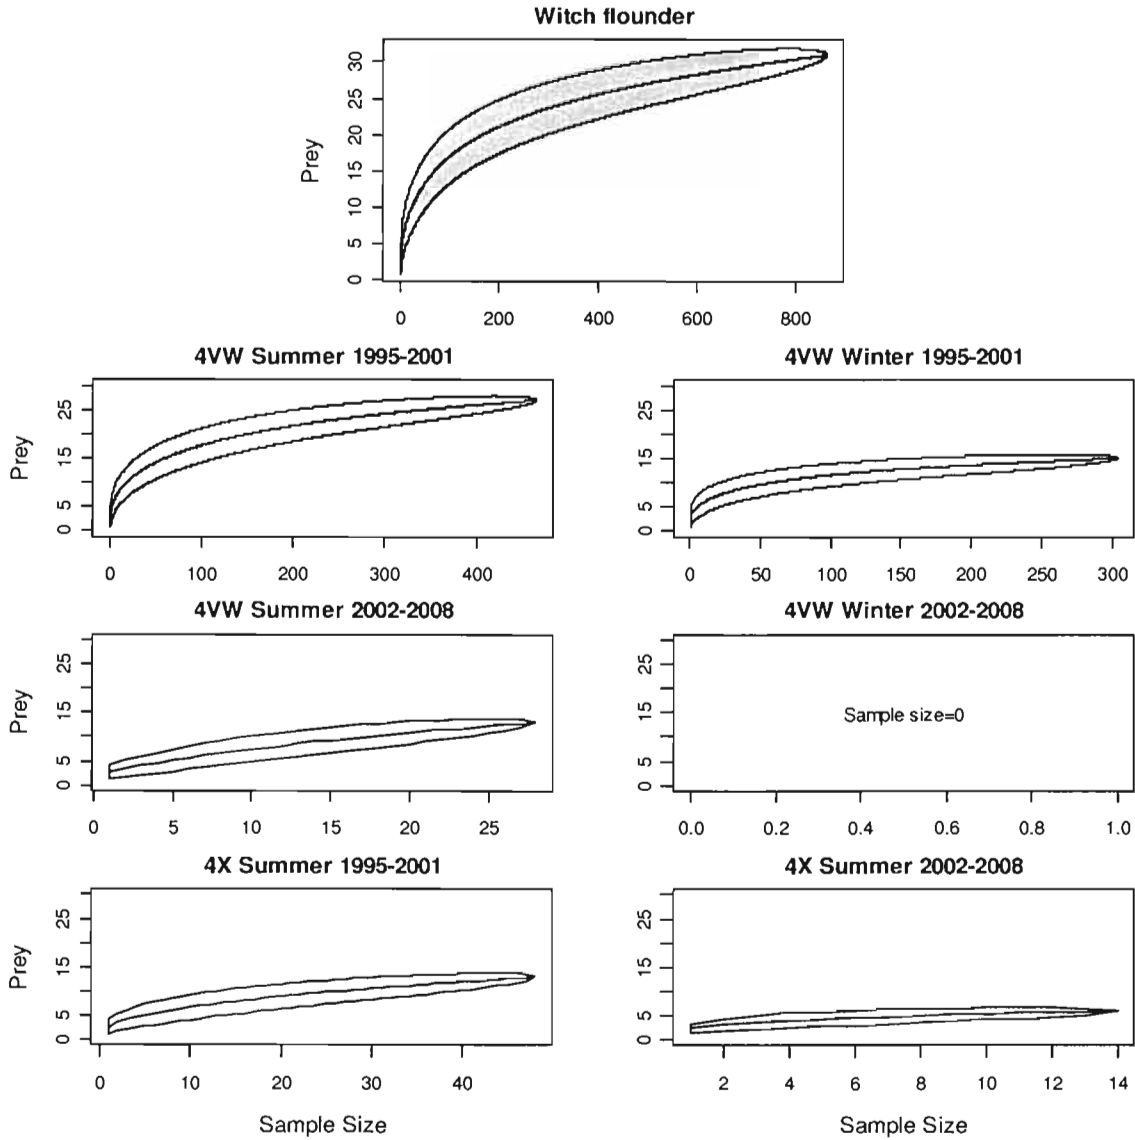 Witch flounder
Prey
30
25
20
15
10
5
0
0 200 400 600 800
4VW Summer 1995-2001
Prey
25
15
5
0
0 100 200 300 400
4VW Winter 1995-2001
25
15
5
0
0 50 100 150 200 250 300
4VW Summer 2002-2008
Prey
25
15
5
0
0 5 10 15 20 25
4VW Winter 2002-2008
25
15
5
0
Sample size=0
0.0 0.2 0.4 0.6 0.8 1.0
4X Summer 1995-2001
Prey
25
15
5
0
0 10 20 30 40
Sample Size
4X Summer 2002-2008
25
15
5
0
2 4 6 8 10 12 14
Sample Size